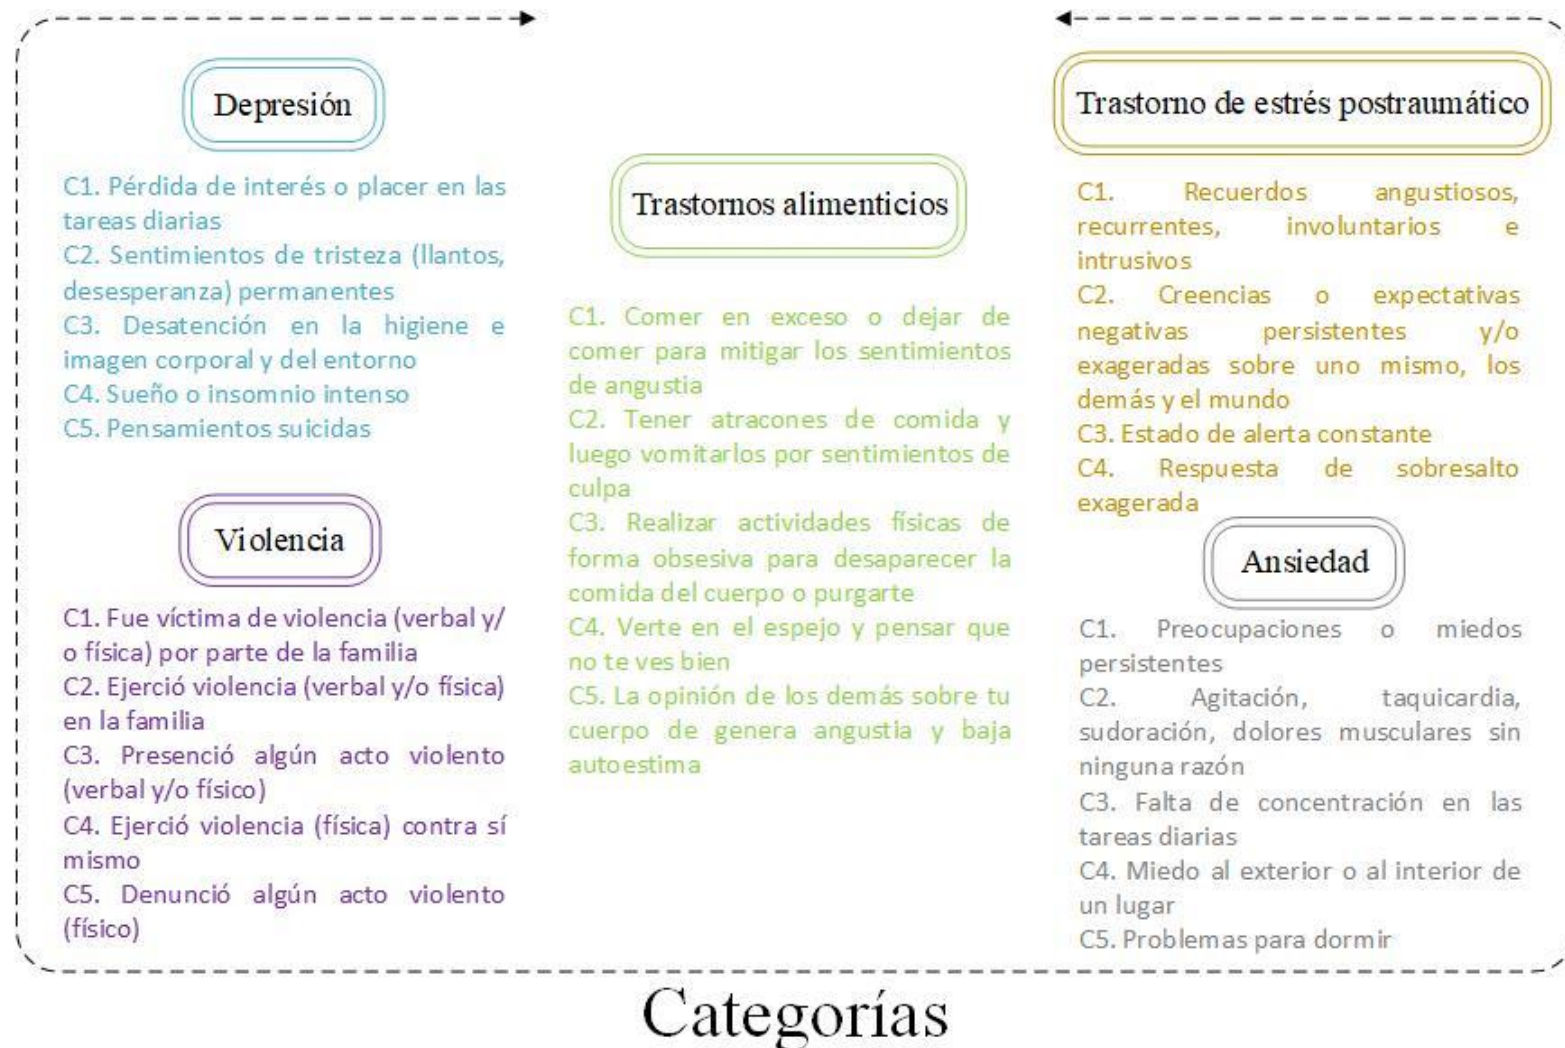 Depresión
C1. Pérdida de interés o placer en las
tareas diarias
C2. Sentimientos de tristeza (llantos,
desesperanza) permanentes
C3. Desatención en la higiene e
imagen corporal y del entorno
C4. Sueño o insomnio intenso
C5. Pensamientos suicidas
Violencia
C1. Fue víctima de violencia (verbal y/
o física) por parte de la familia
C2. Ejerció violencia (verbal y/o física)
en la familia
C3. Presenció algún acto violento
(verbal y/o físico)
C4. Ejerció violencia (física) contra sí
mismo
C5. Denunció algún acto violento
(físico)
Trastornos alimenticios
C1. Comer en exceso o dejar de
comer para mitigar los sentimientos
de angustia
C2. Tener atracones de comida y
luego vomitarlos por sentimientos de
culpa
C3. Realizar actividades físicas de
forma obsesiva para desaparecer la
comida del cuerpo o purgarte
C4. Verte en el espejo y pensar que
no te ves bien
C5. La opinión de los demás sobre tu
cuerpo de genera angustia y baja
autoestima
Trastorno de estrés postraumático
C1. Recuerdos angustiosos,
recurrentes, involuntarios e
intrusivos
C2. Creencias o expectativas
negativas persistentes y/o
exageradas sobre uno mismo, los
demás y el mundo
C3. Estado de alerta constante
C4. Respuesta de sobresalto
exagerada
Ansiedad
C1. Preocupaciones o miedos
persistentes
C2. Agitación, taquicardia,
sudoración, dolores musculares sin
ninguna razón
C3. Falta de concentración en las
tareas diarias
C4. Miedo al exterior o al interior de
un lugar
C5. Problemas para dormir
Categorías